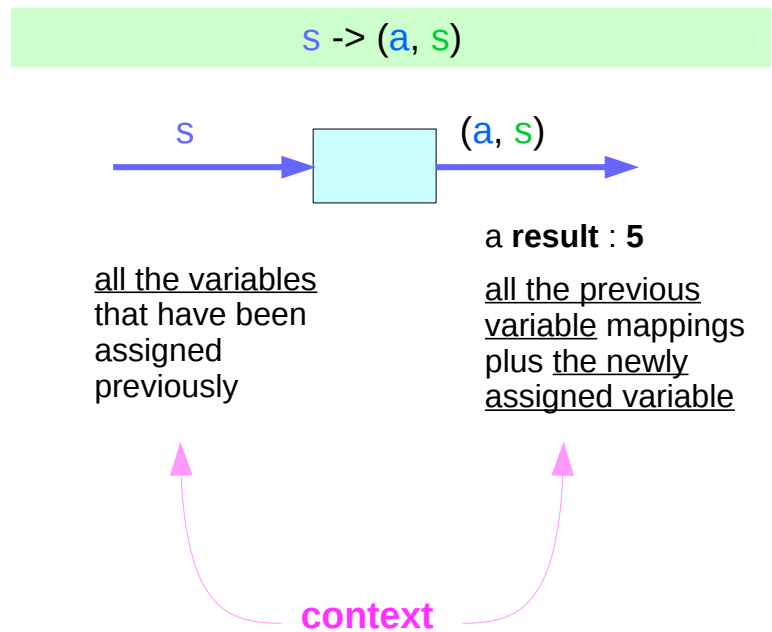 s -> (a, s)
s
(a, s)
a result : 5
all the variables
that have been
assigned
previously
all the previous
variable mappings
plus the newly
assigned variable
context